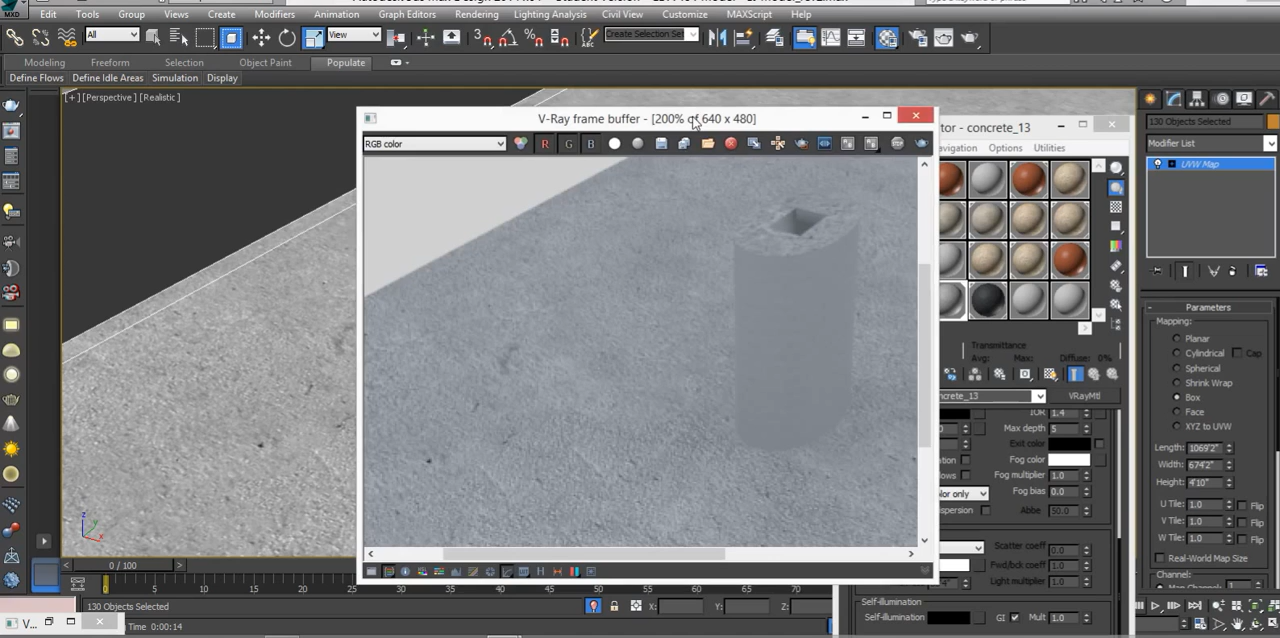 MXD
Edit Tools Group Views Create Modifiers Animation Graph Editors Rendering Lighting Analysis Civil View Customize MAXScript Help
All View Create Selection Set
Modeling Freeform Selection Object Paint Populate
Define Flows Define Idle Areas Simulation Display
[+] [Perspective] [Realistic]
V-Ray frame buffer - [200% of 640 x 480]
RGB color R G B
tor - concrete_13
avigation Options Utilities
Transmittance
Avg: Max: Diffuse: 0%
ncrete_13 VRayMtl
IOR 1.4
Max depth 5
Exit color
Fog color
Fog multiplier 1.0
Fog bias 0.0
Abbe 50.0
Scatter coeff 0.0
Fwd/bck coeff 1.0
Light multiplier 1.0
Self-illumination
Self-illumination GI Mult 1.0
130 Objects Selected
Modifier List
UVW Map
Parameters
Mapping:
Planar
Cylindrical Cap
Spherical
Shrink Wrap
Box
Face
XYZ to UVW
Length: 1069'2"
Width: 674'2"
Height: 4'10"
U Tile: 1.0 Flip
V Tile: 1.0 Flip
W Tile: 1.0 Flip
Real-World Map Size
Channel:
z
y
x
0 / 100
0 5 10 15 20 25 30 35 40 45 50 55 60 65 70
130 Objects Selected X: Y: Z:
V... Time 0:00:14